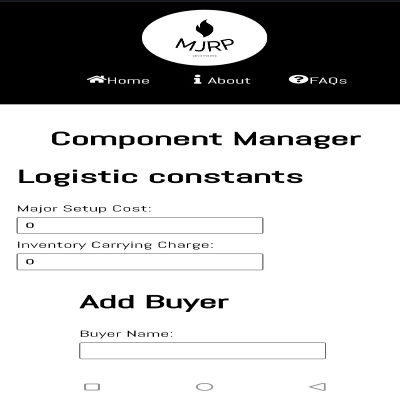 MJRP
Home About FAQs
Component Manager
Logistic constants
Major Setup Cost:
0
Inventory Carrying Charge:
0
Add Buyer
Buyer Name: